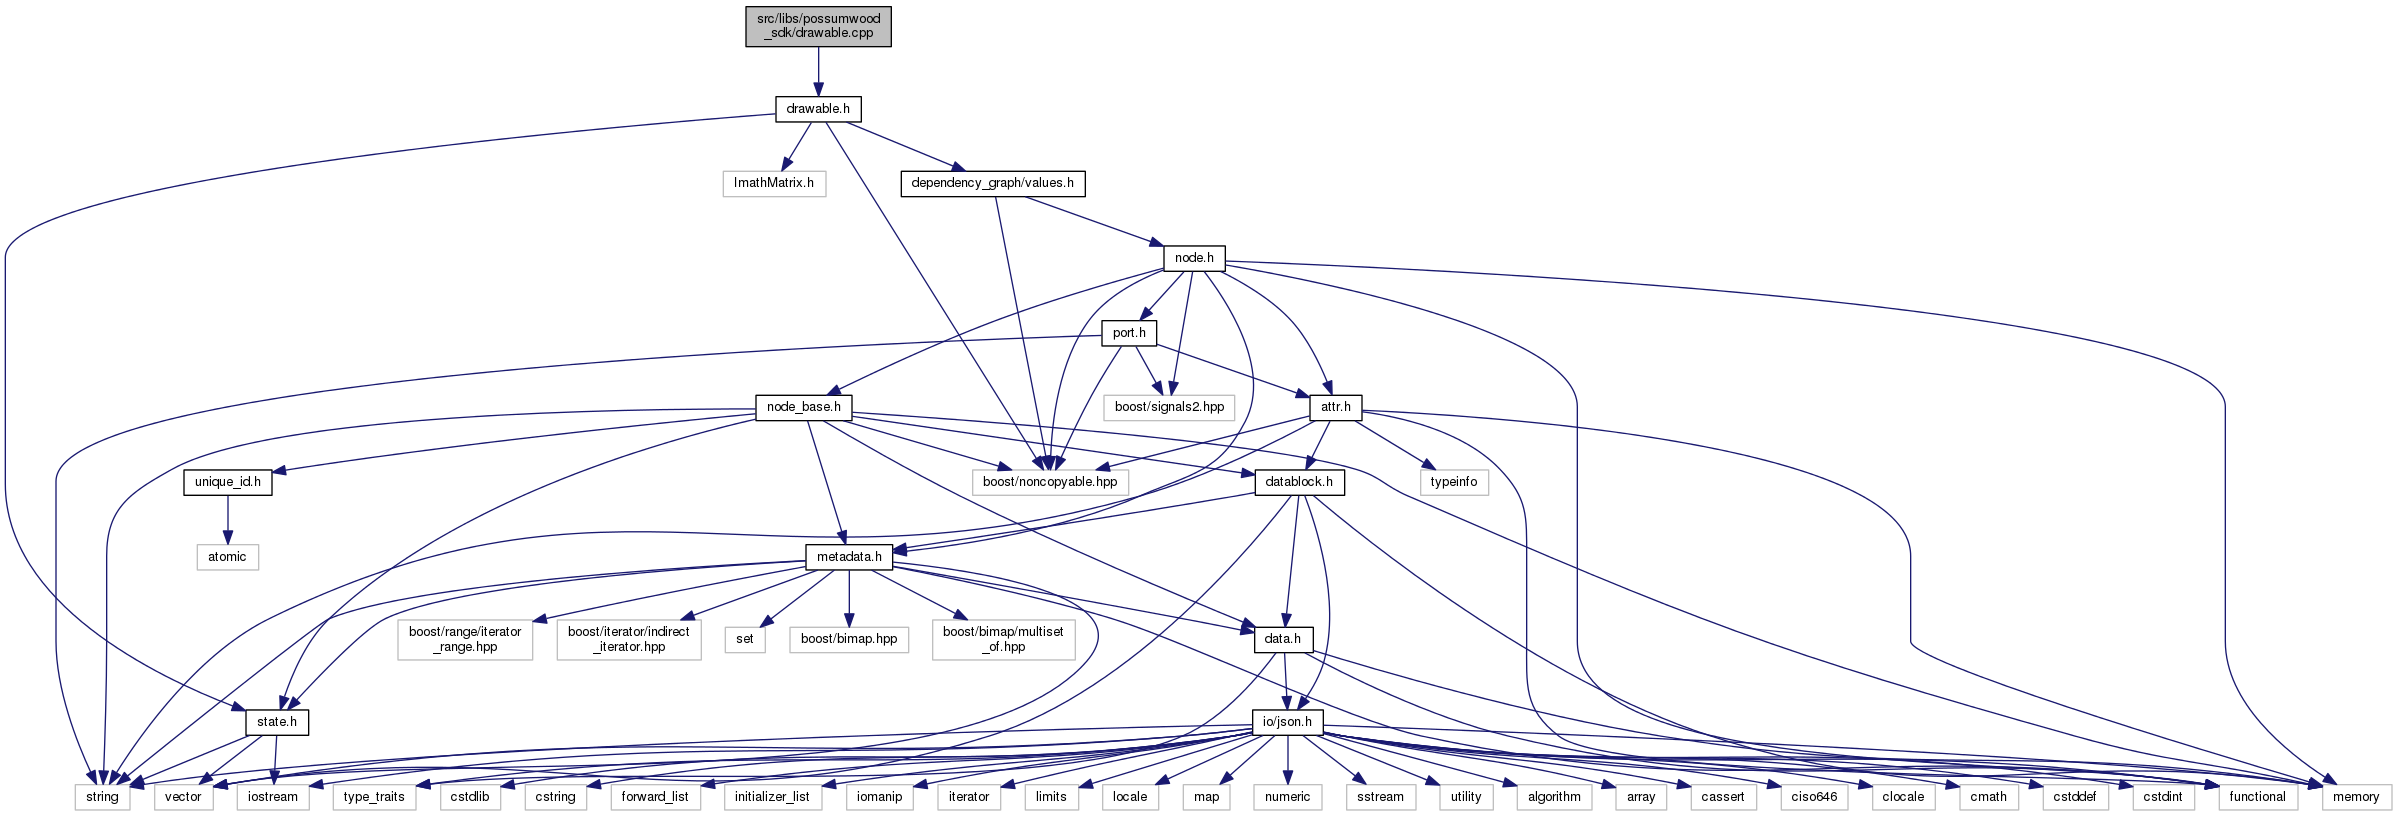 src/libs/possumwood
_sdk/drawable.cpp
drawable.h
ImathMatrix.h
dependency_graph/values.h
node.h
port.h
node_base.h
boost/signals2.hpp
attr.h
unique_id.h
boost/noncopyable.hpp
datablock.h
typeinfo
atomic
metadata.h
boost/range/iterator
_range.hpp
boost/iterator/indirect
_iterator.hpp
set
boost/bimap.hpp
boost/bimap/multiset
_of.hpp
data.h
state.h
io/json.h
string
vector
iostream
type_traits
cstdlib
cstring
forward_list
initializer_list
iomanip
iterator
limits
locale
map
numeric
sstream
utility
algorithm
array
cassert
ciso646
clocale
cmath
cstddef
cstdint
functional
memory